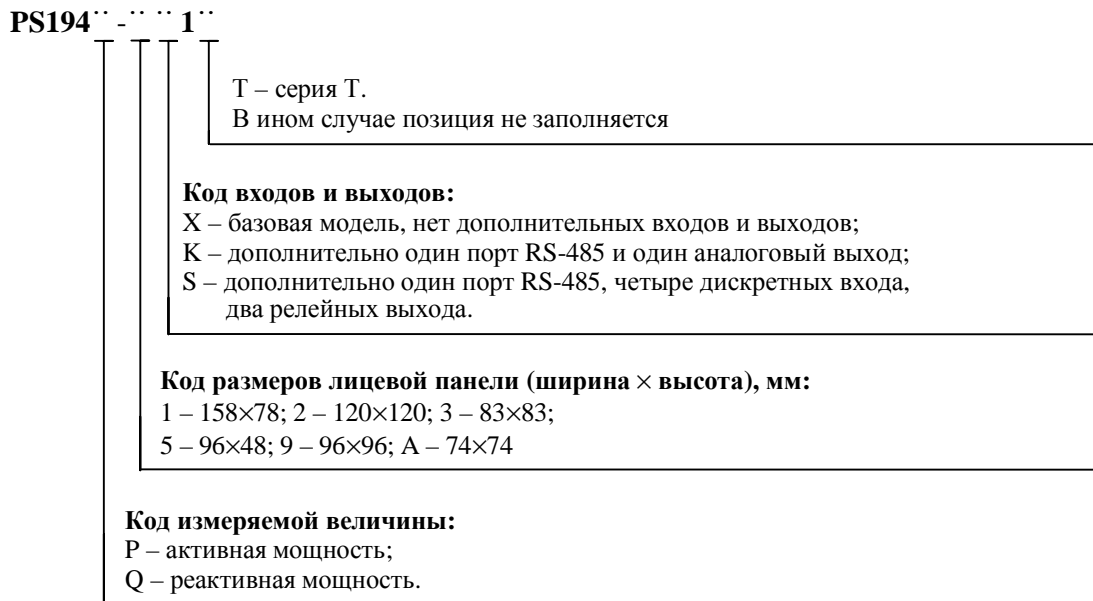 PS194¨ - ¨ ¨ 1 ¨
T – серия T.
В ином случае позиция не заполняется
Код входов и выходов:
X – базовая модель, нет дополнительных входов и выходов;
K – дополнительно один порт RS-485 и один аналоговый выход;
S – дополнительно один порт RS-485, четыре дискретных входа,
два релейных выхода.
Код размеров лицевой панели (ширина × высота), мм:
1 – 158×78; 2 – 120×120; 3 – 83×83;
5 – 96×48; 9 – 96×96; A – 74×74
Код измеряемой величины:
P – активная мощность;
Q – реактивная мощность.